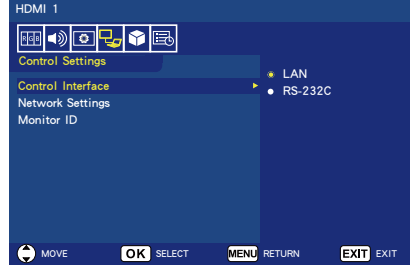 HDMI 1
RGB
Control Settings
Control Interface
Network Settings
Monitor ID
LAN
RS-232C
MOVE OK SELECT MENU RETURN EXIT EXIT